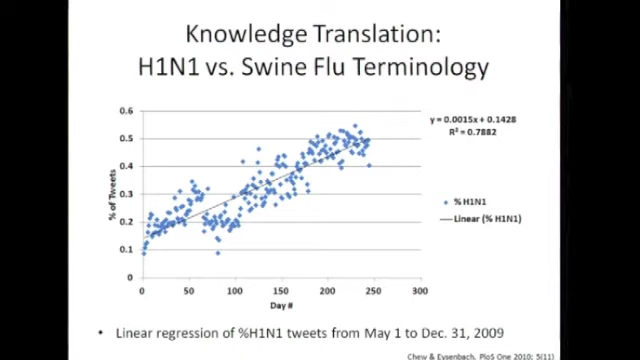 Knowledge Translation:
H1N1 vs. Swine Flu Terminology
0.6
0.5
0.4
0.3
0.2
0.1
0
% of Tweets
0 50 100 150 200 250 300
Day #
y = 0.0015x + 0.1428
R² = 0.7882
% H1N1
Linear (% H1N1)
• Linear regression of %H1N1 tweets from May 1 to Dec. 31, 2009
Chew & Eysenbach. PloS One 2010; 5(11)